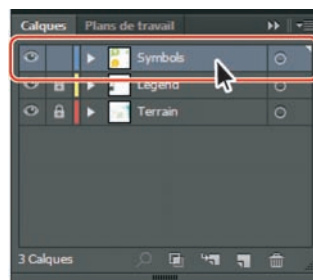 Calques Plans de travail
Symbols
Legend
Terrain
3 Calques